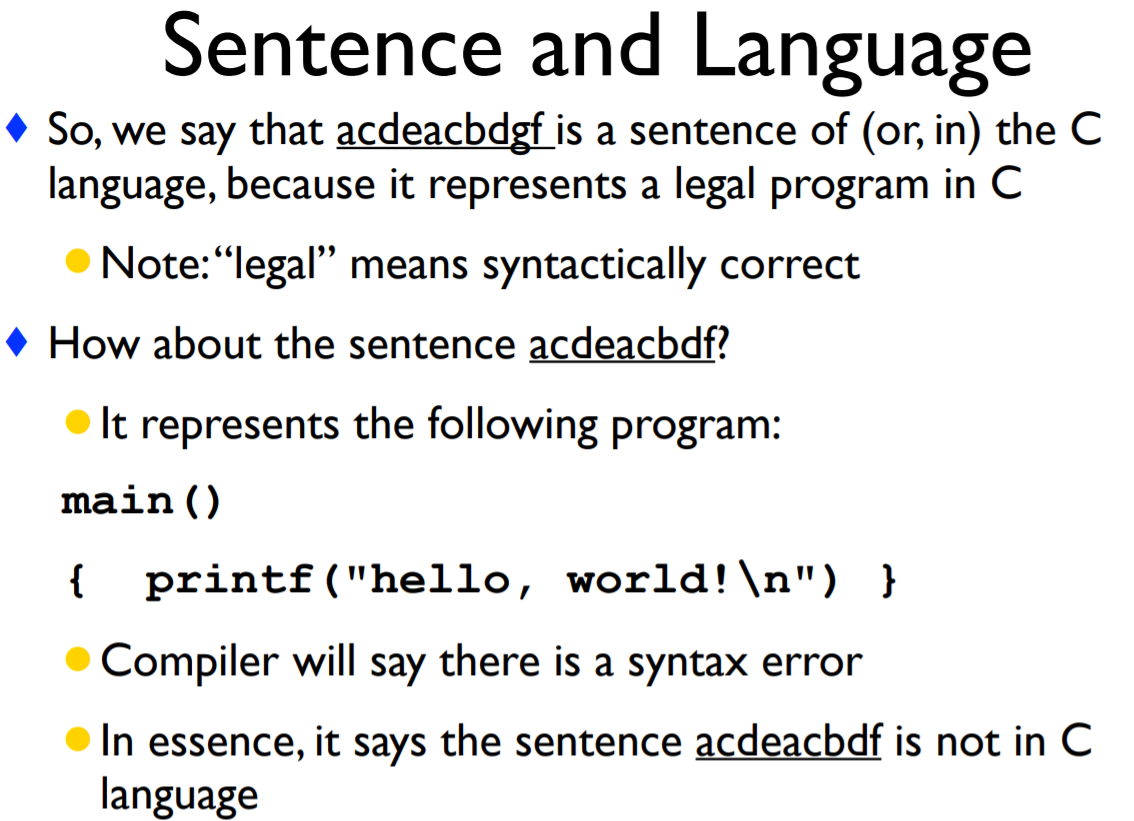 Sentence and Language
So, we say that acdeacbdgf is a sentence of (or, in) the C
language, because it represents a legal program in C
Note: “legal” means syntactically correct
How about the sentence acdeacbdf?
It represents the following program:
main()
{  printf("hello, world!\n") }
Compiler will say there is a syntax error
In essence, it says the sentence acdeacbdf is not in C
language